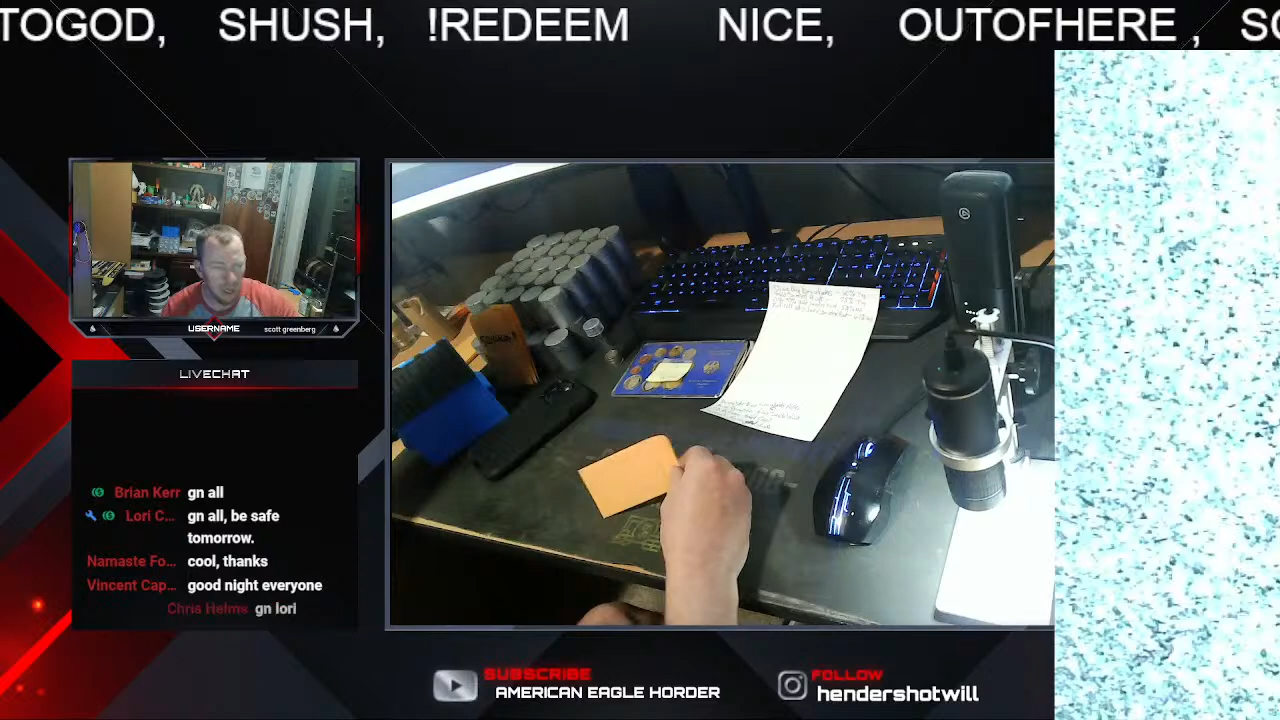 TOGOD, SHUSH, !REDEEM NICE, OUTOFHERE , SO
USERNAME scott greenberg
LIVECHAT
Brian Kerr gn all
Lori C... gn all, be safe
tomorrow.
Namaste Fo... cool, thanks
Vincent Cap... good night everyone
Chris Helms gn lori
SUBSCRIBE
AMERICAN EAGLE HORDER
FOLLOW
hendershotwill